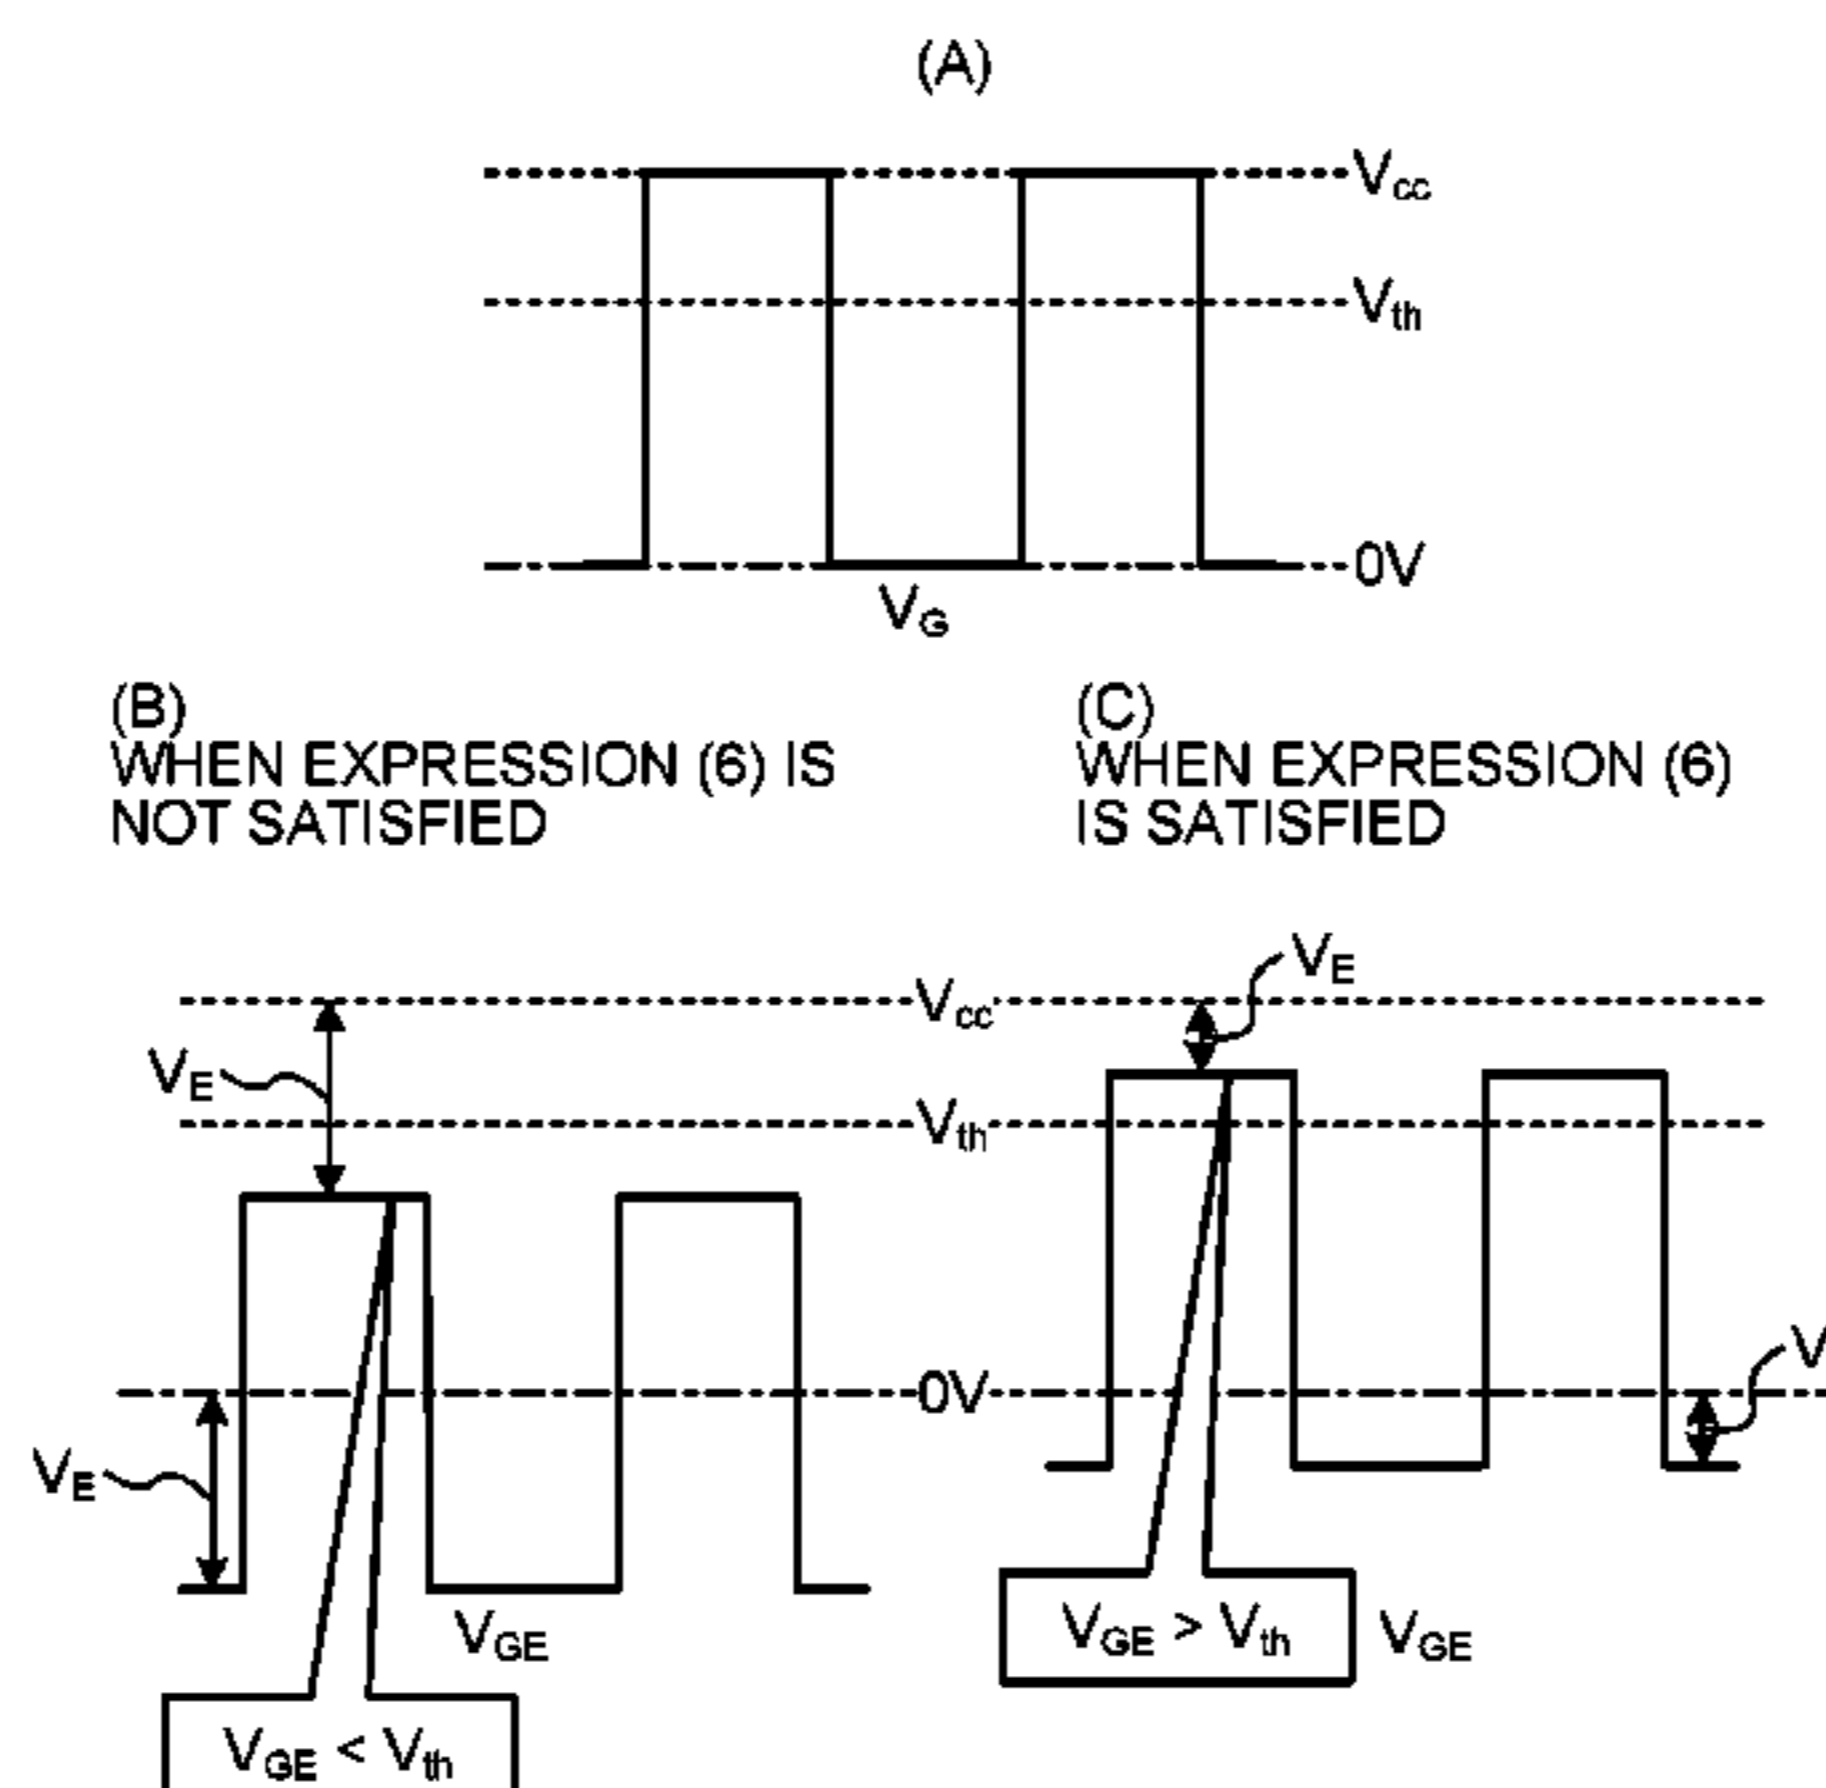 (A)
Vcc
Vth
0V
VG
(B)
WHEN EXPRESSION (6) IS
NOT SATISFIED
(C)
WHEN EXPRESSION (6)
IS SATISFIED
VE
Vcc
VE
Vth
0V
V
VE
VGE
VGE > Vth
VGE
VGE < Vth